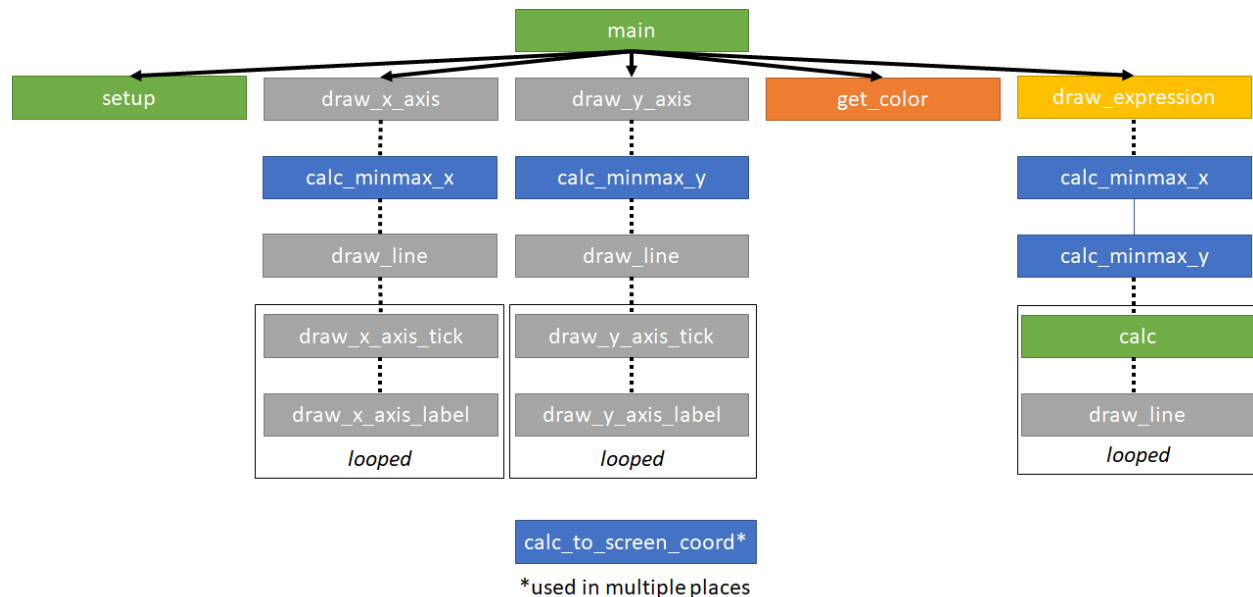 main
setup
draw_x_axis
draw_y_axis
get_color
draw_expression
calc_minmax_x
calc_minmax_y
calc_minmax_x
draw_line
draw_line
calc_minmax_y
draw_x_axis_tick
draw_y_axis_tick
calc
draw_x_axis_label
draw_y_axis_label
draw_line
looped
looped
looped
calc_to_screen_coord*
*used in multiple places